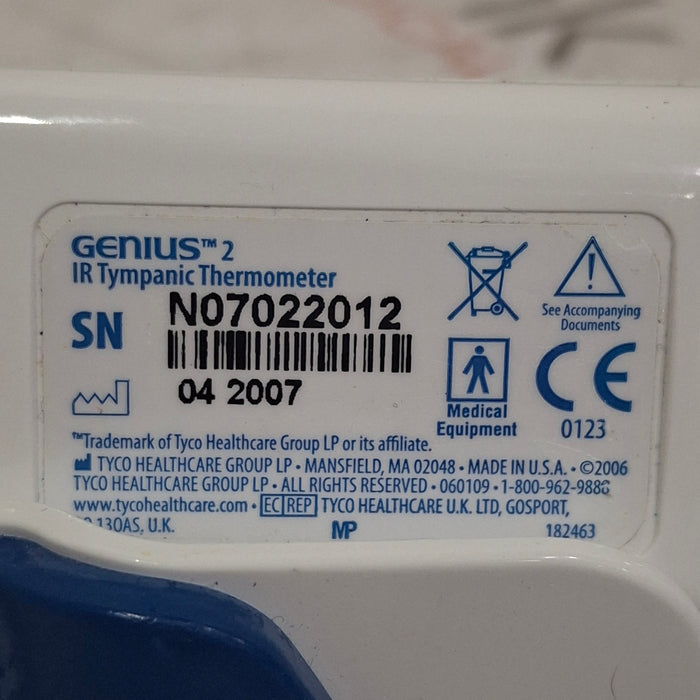 GENIUS™ 2
IR Tympanic Thermometer
SN N07022012
04 2007
See Accompanying
Documents
Medical
Equipment
CE
0123
™Trademark of Tyco Healthcare Group LP or its affiliate.
TYCO HEALTHCARE GROUP LP • MANSFIELD, MA 02048 • MADE IN U.S.A. • ©2006
TYCO HEALTHCARE GROUP LP • ALL RIGHTS RESERVED • 060109 • 1-800-962-9888
www.tycohealthcare.com • EC REP TYCO HEALTHCARE U.K. LTD, GOSPORT,
130AS, U.K.
MP
182463